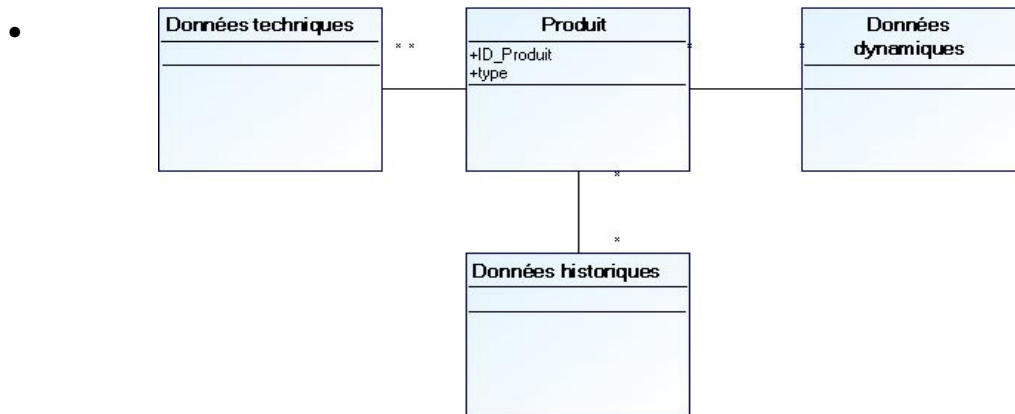 Données techniques
* *
Produit
+ID_Produit
+type
*
*
Données
dynamiques
*
*
Données historiques